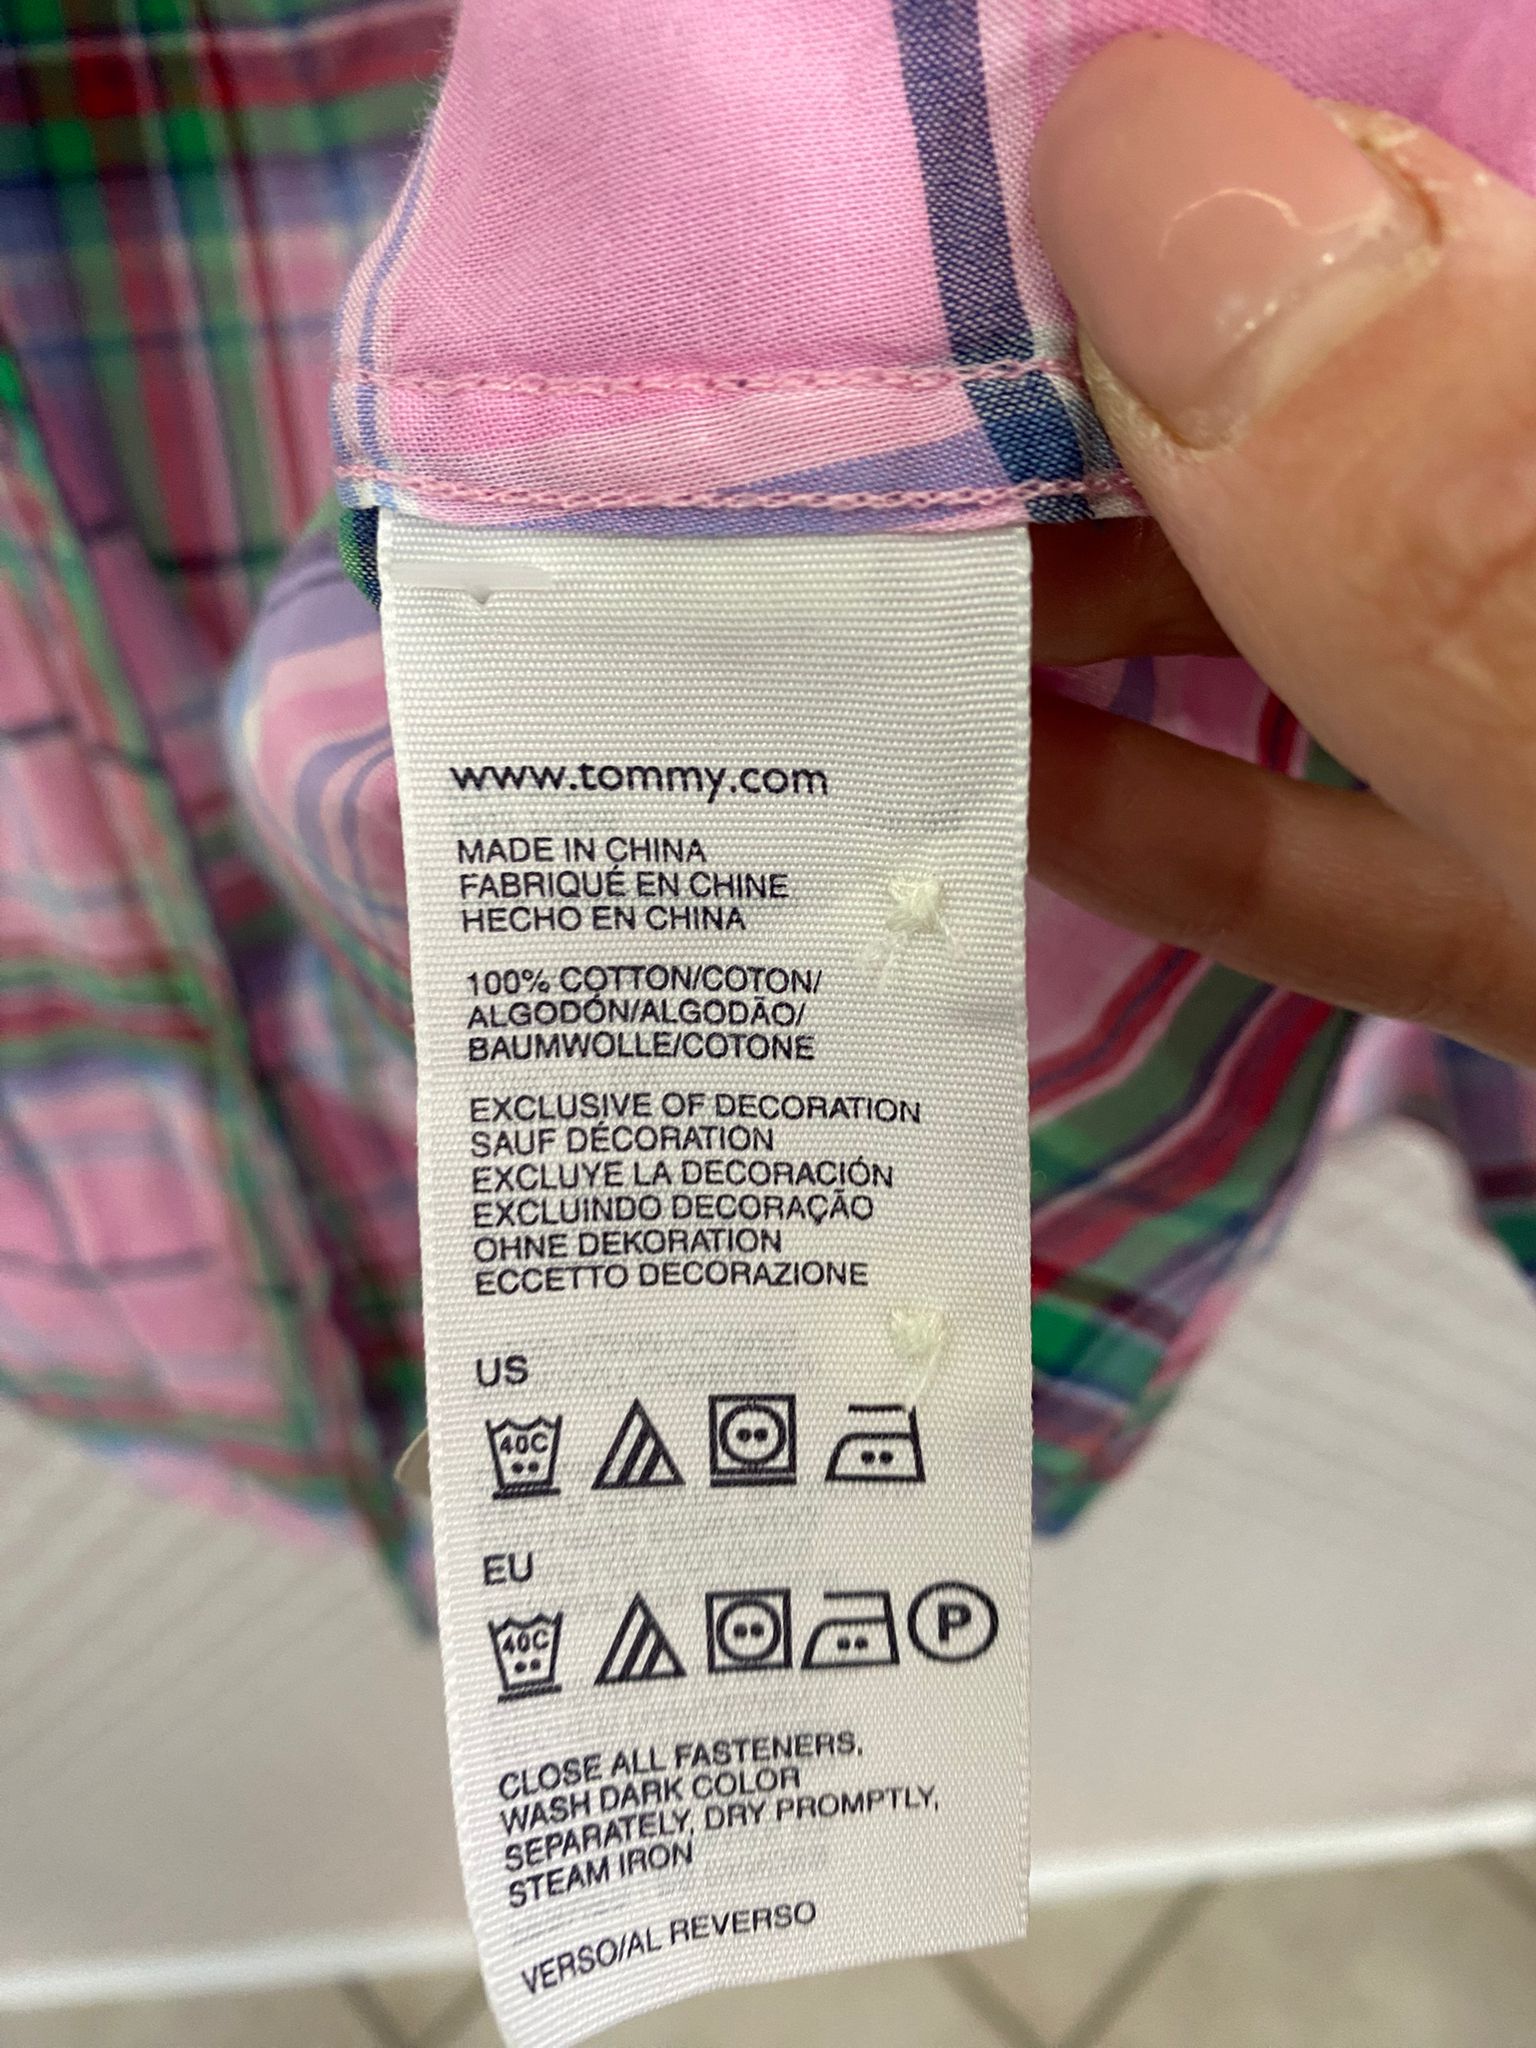 www.tommy.com
MADE IN CHINA
FABRIQUÉ EN CHINE
HECHO EN CHINA
100% COTTON/COTON/
ALGODÓN/ALGODÃO/
BAUMWOLLE/COTONE
EXCLUSIVE OF DECORATION
SAUF DÉCORATION
EXCLUYE LA DECORACIÓN
EXCLUINDO DECORAÇÃO
OHNE DEKORATION
ECCETTO DECORAZIONE
US
40C
EU
40C P
CLOSE ALL FASTENERS,
WASH DARK COLOR
SEPARATELY, DRY PROMPTLY,
STEAM IRON
VERSO/AL REVERSO